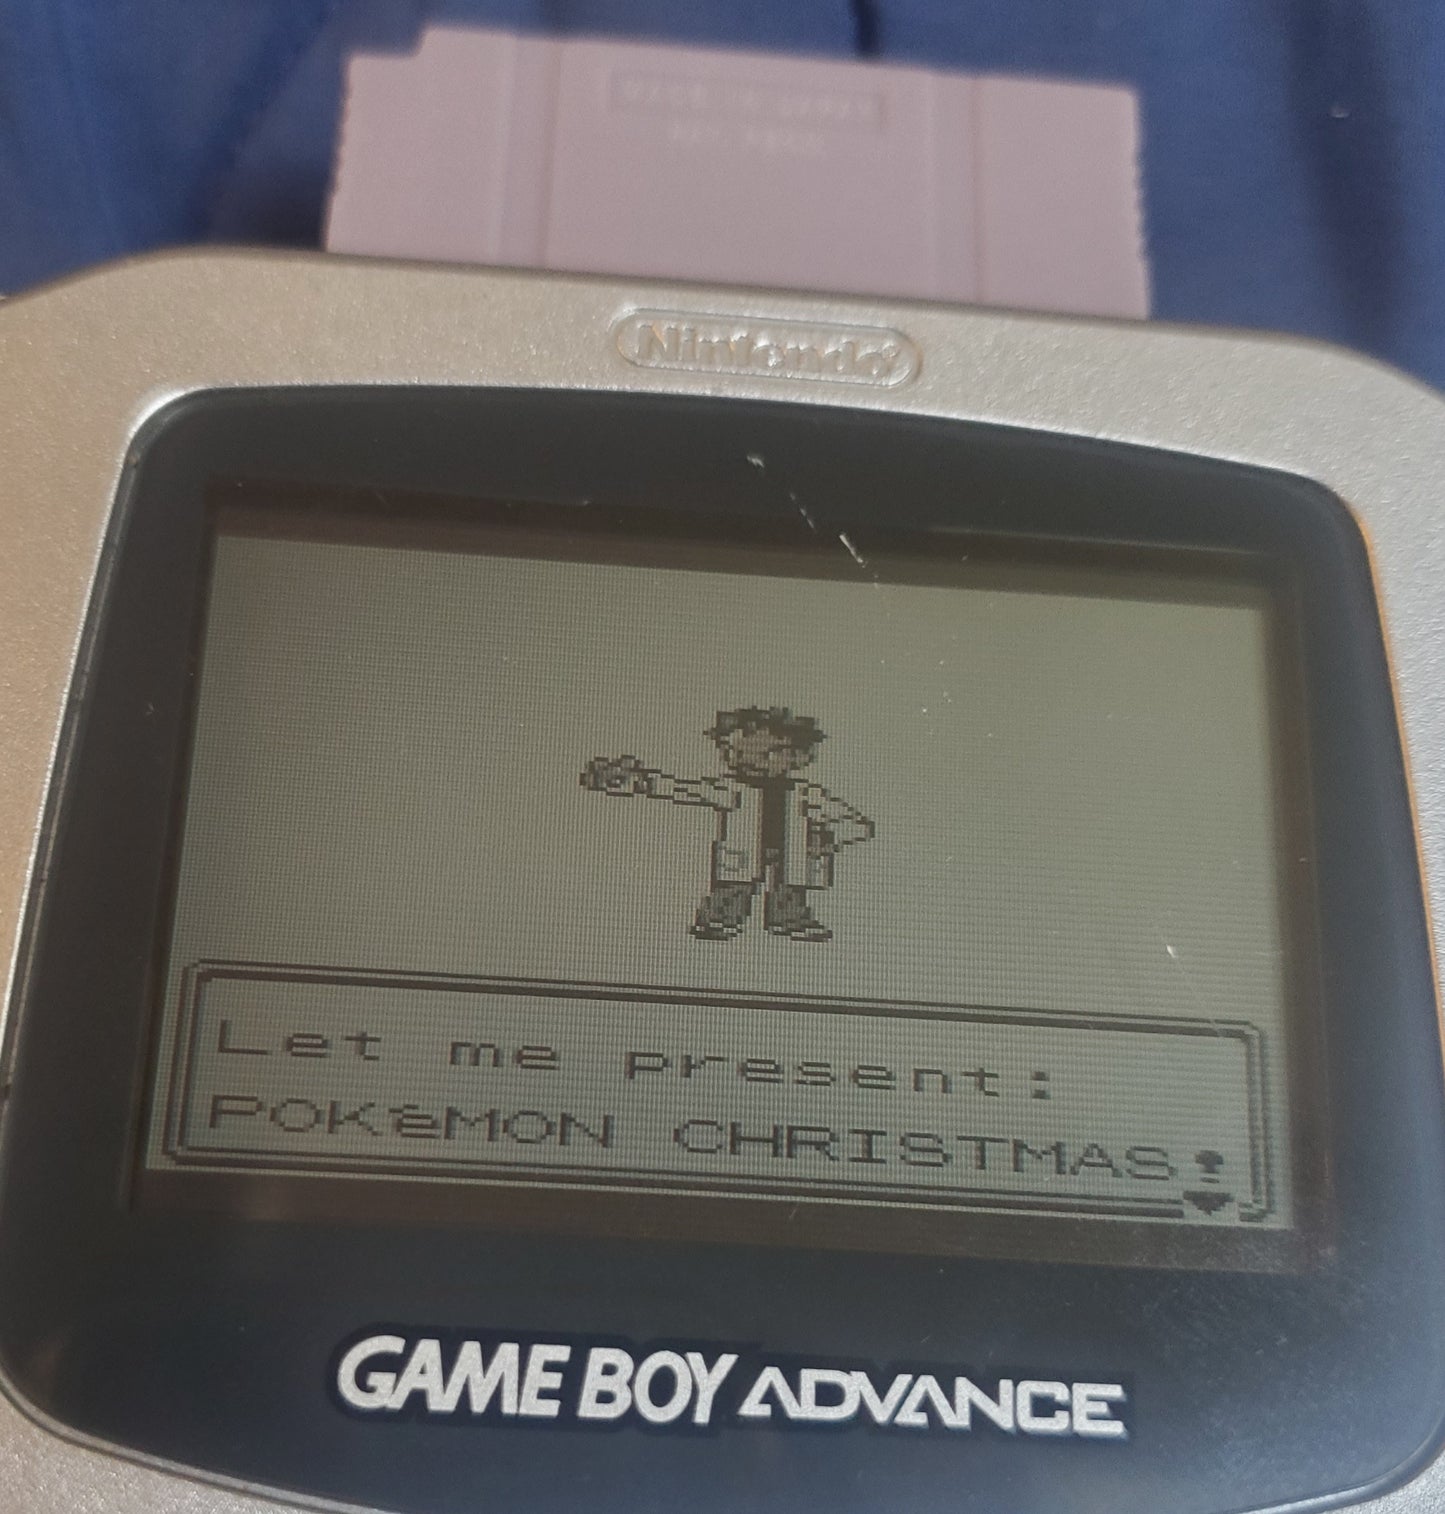 Nintendo
Let me present:
POKéMON CHRISTMAS!
GAME BOY ADVANCE